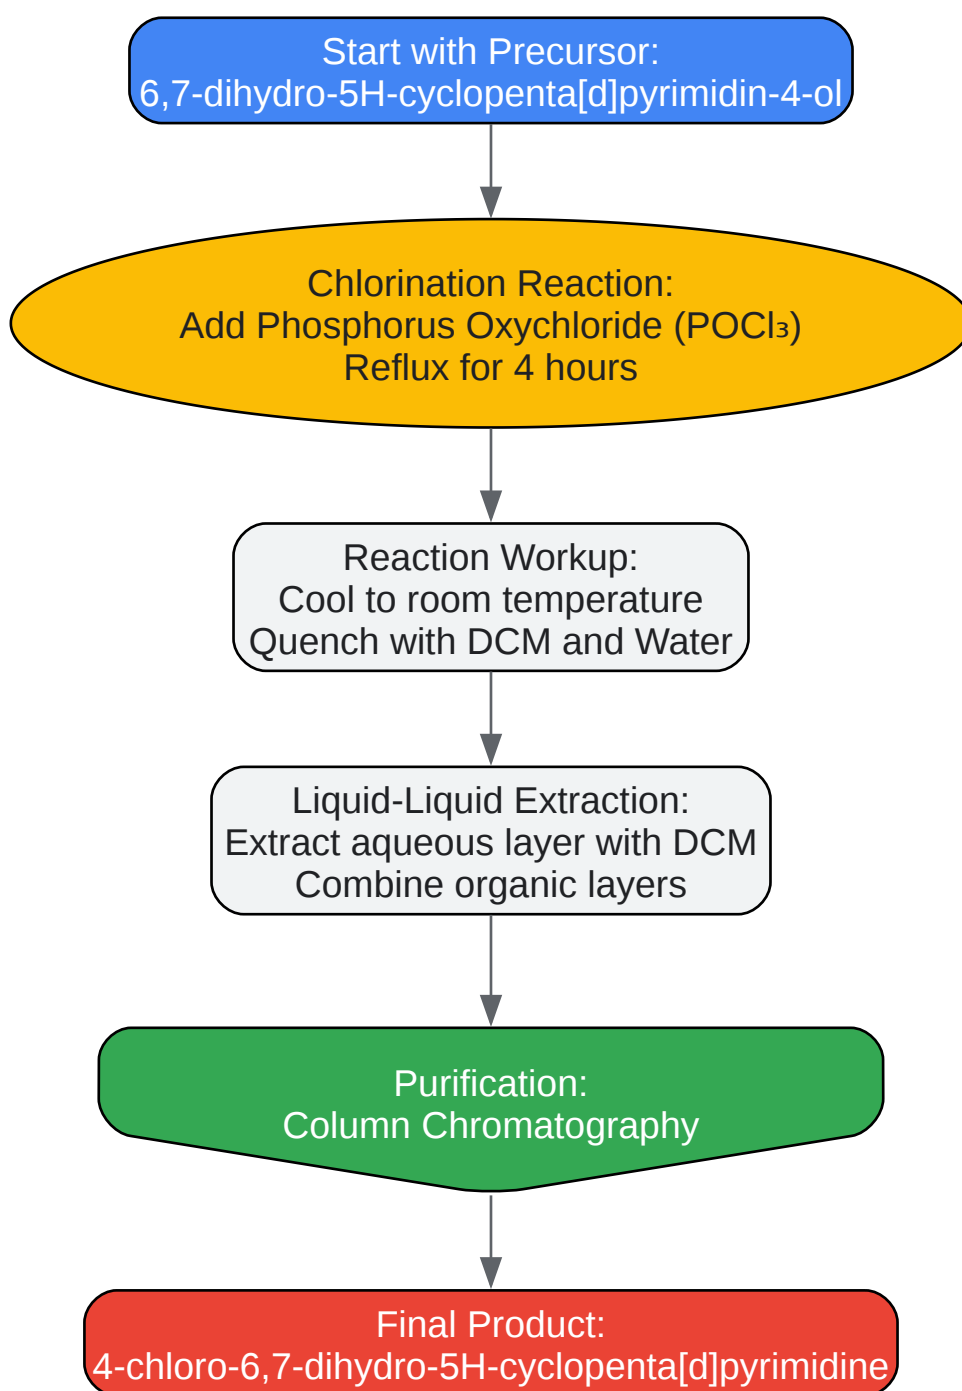 Start with Precursor:
6,7-dihydro-5H-cyclopenta[d]pyrimidin-4-ol
Chlorination Reaction:
Add Phosphorus Oxychloride (POCl₃)
Reflux for 4 hours
Reaction Workup:
Cool to room temperature
Quench with DCM and Water
Liquid-Liquid Extraction:
Extract aqueous layer with DCM
Combine organic layers
Purification:
Column Chromatography
Final Product:
4-chloro-6,7-dihydro-5H-cyclopenta[d]pyrimidine